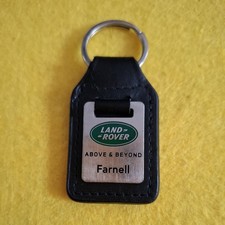 LAND-
-ROVER
ABOVE & BEYOND
Farnell